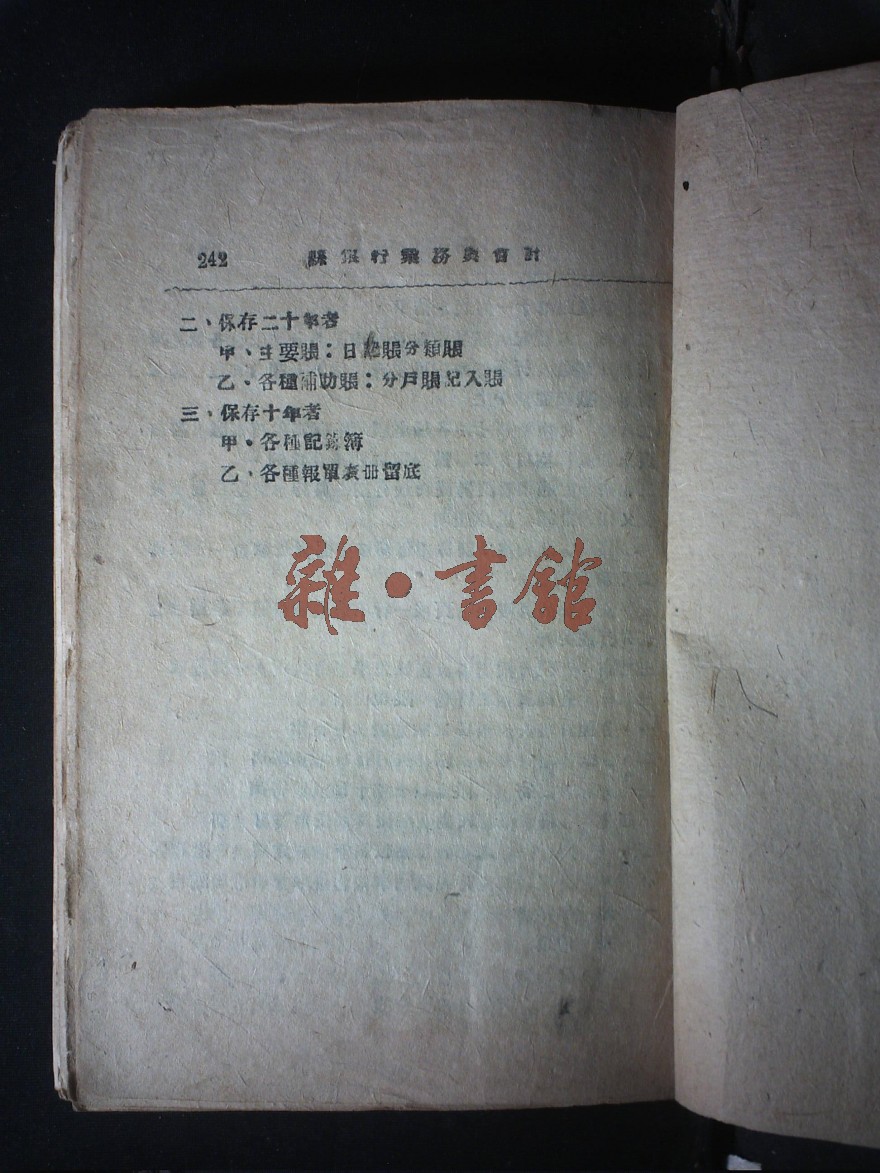 242 縣銀行業務與會計
二、保存二十年者
甲、主要賬：日記賬分類賬
乙、各種補助賬：分戶賬記入賬
三、保存十年者
甲、各種記錄簿
乙、各種報單表冊留底
雜·書館